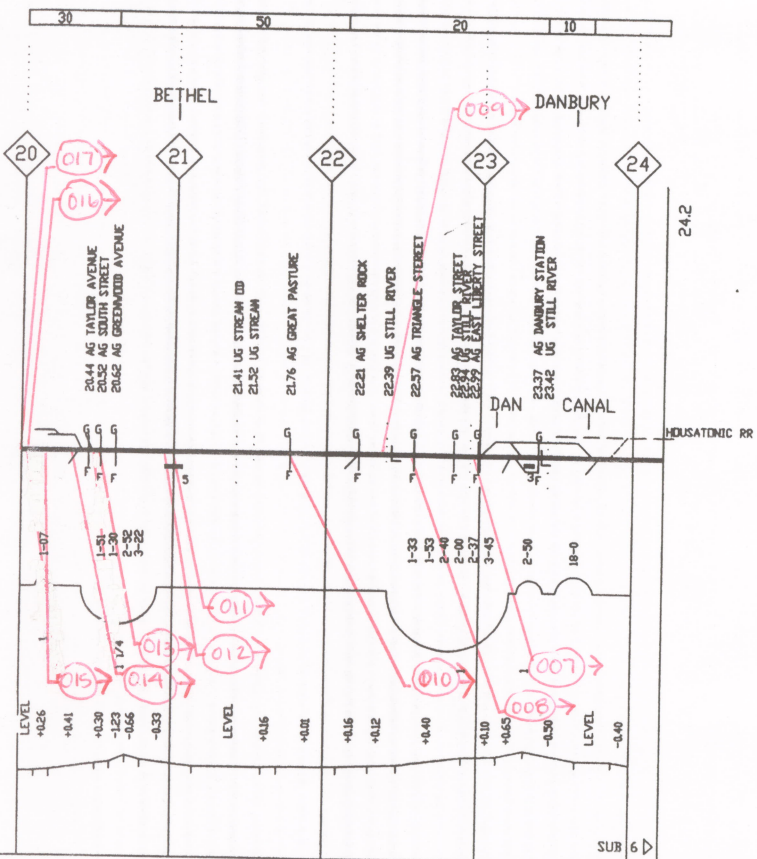 30 50 20 10
BETHEL
009
DANBURY
20 21 22 23 24
017
016
24.2
20.44 AG TAYLOR AVENUE
20.52 AG SOUTH STREET
20.62 AG GREENWOOD AVENUE
21.41 UG STREAM DD
21.52 UG STREAM
21.76 AG GREAT PASTURE
22.21 AG SHELTER ROCK
22.39 UG STILL RIVER
22.57 AG TRIANGLE STEREET
22.83 AG TAYLOR STREET
22.94 UG STILL RIVER
22.99 AG EAST LIBERTY STREET
23.37 AG DANBURY STATION
23.42 UG STILL RIVER
DAN CANAL
G G G G G G G G G
HOUSATONIC RR
F F F F F F F F
5 3
1-07
1-51
1-30
2-52
3-22
1-33
1-53
2-40
2-00
2-37
3-45
2-50
18-0
011
1 1 1/4 1 1
013
012
007
015 014 010
008
LEVEL
+0.26
+0.41
+0.30
-1.23
-0.66
-0.33
LEVEL
+0.16
+0.01
+0.16
+0.12
+0.40
+0.10
+0.65
-0.50
LEVEL
-0.40
SUB 6